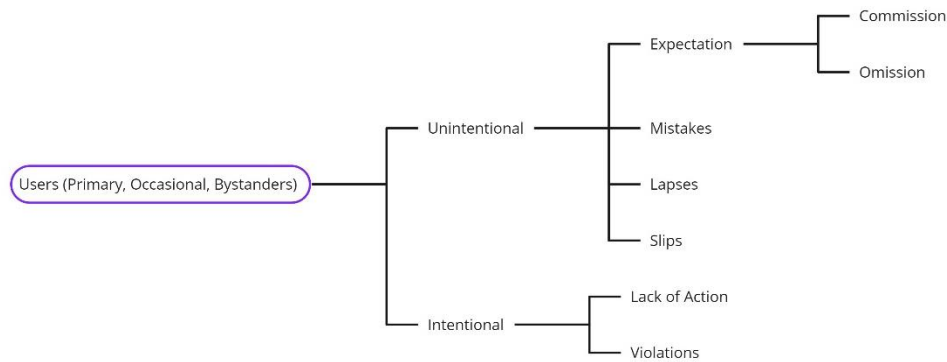 Users (Primary, Occasional, Bystanders)
Unintentional
Expectation
Commission
Omission
Mistakes
Lapses
Slips
Intentional
Lack of Action
Violations